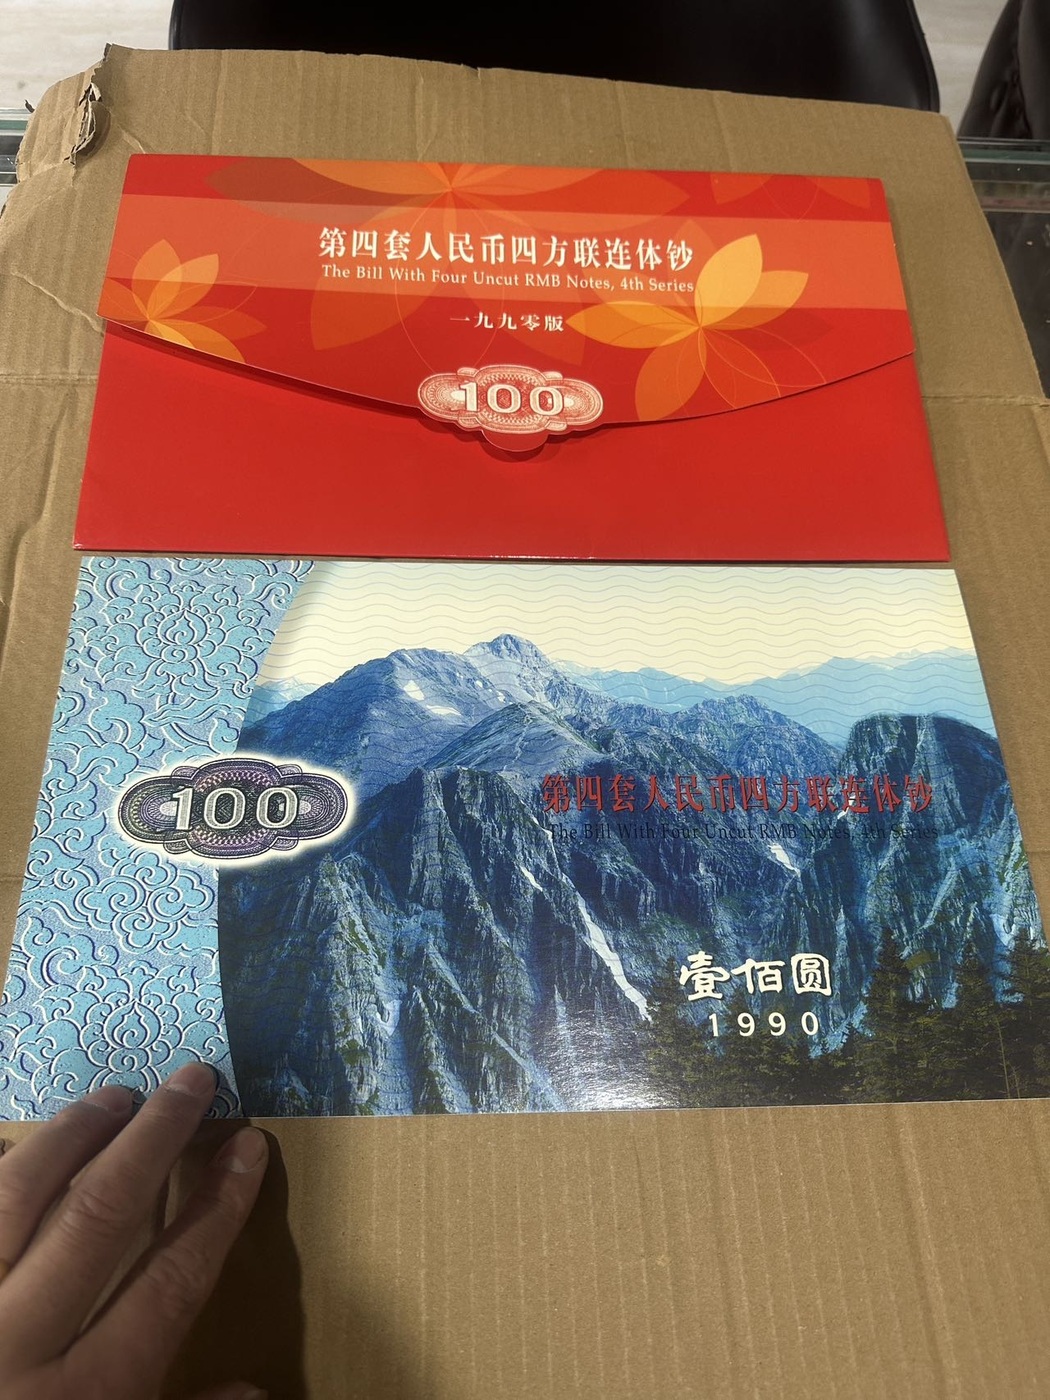 第四套人民币四方联连体钞
The Bill With Four Uncut RMB Notes, 4th Series
一九九零版
100
100
第四套人民币四方联连体钞
The Bill With Four Uncut RMB Notes, 4th Series
壹佰圆
1990